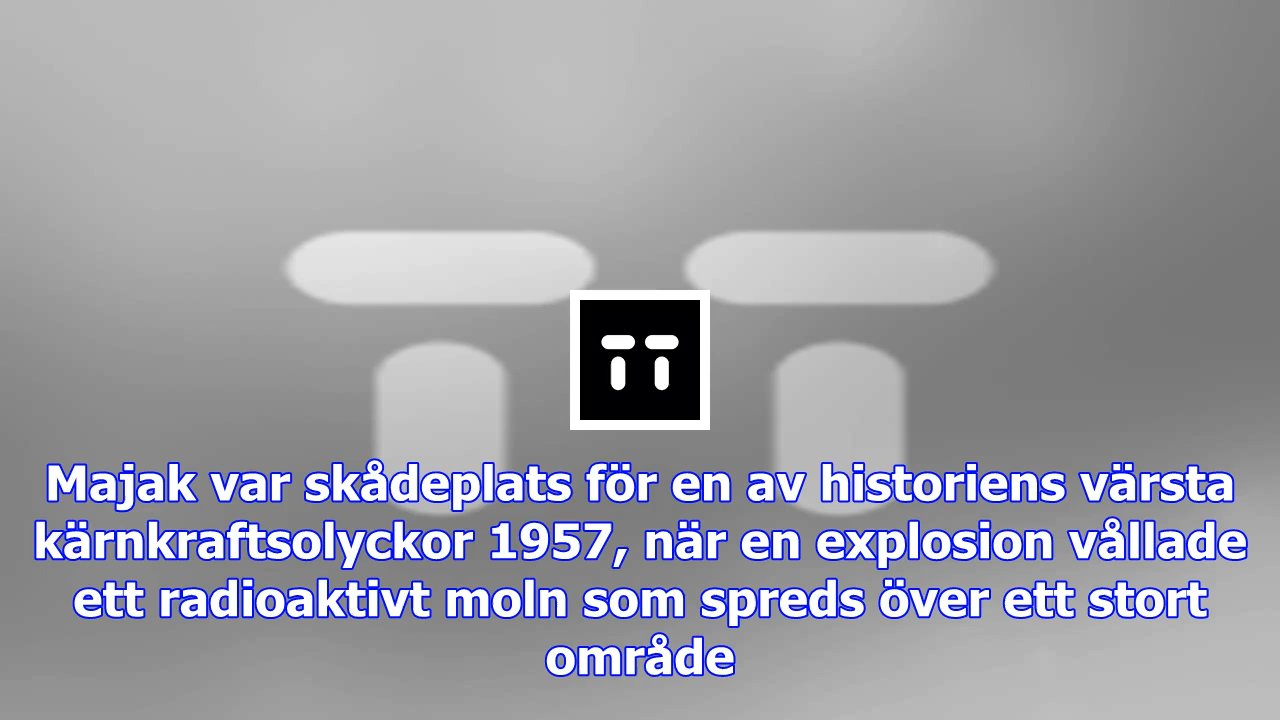 TT
Majak var skådeplats för en av historiens värsta
kärnkraftsolyckor 1957, när en explosion vållade
ett radioaktivt moln som spreds över ett stort
område